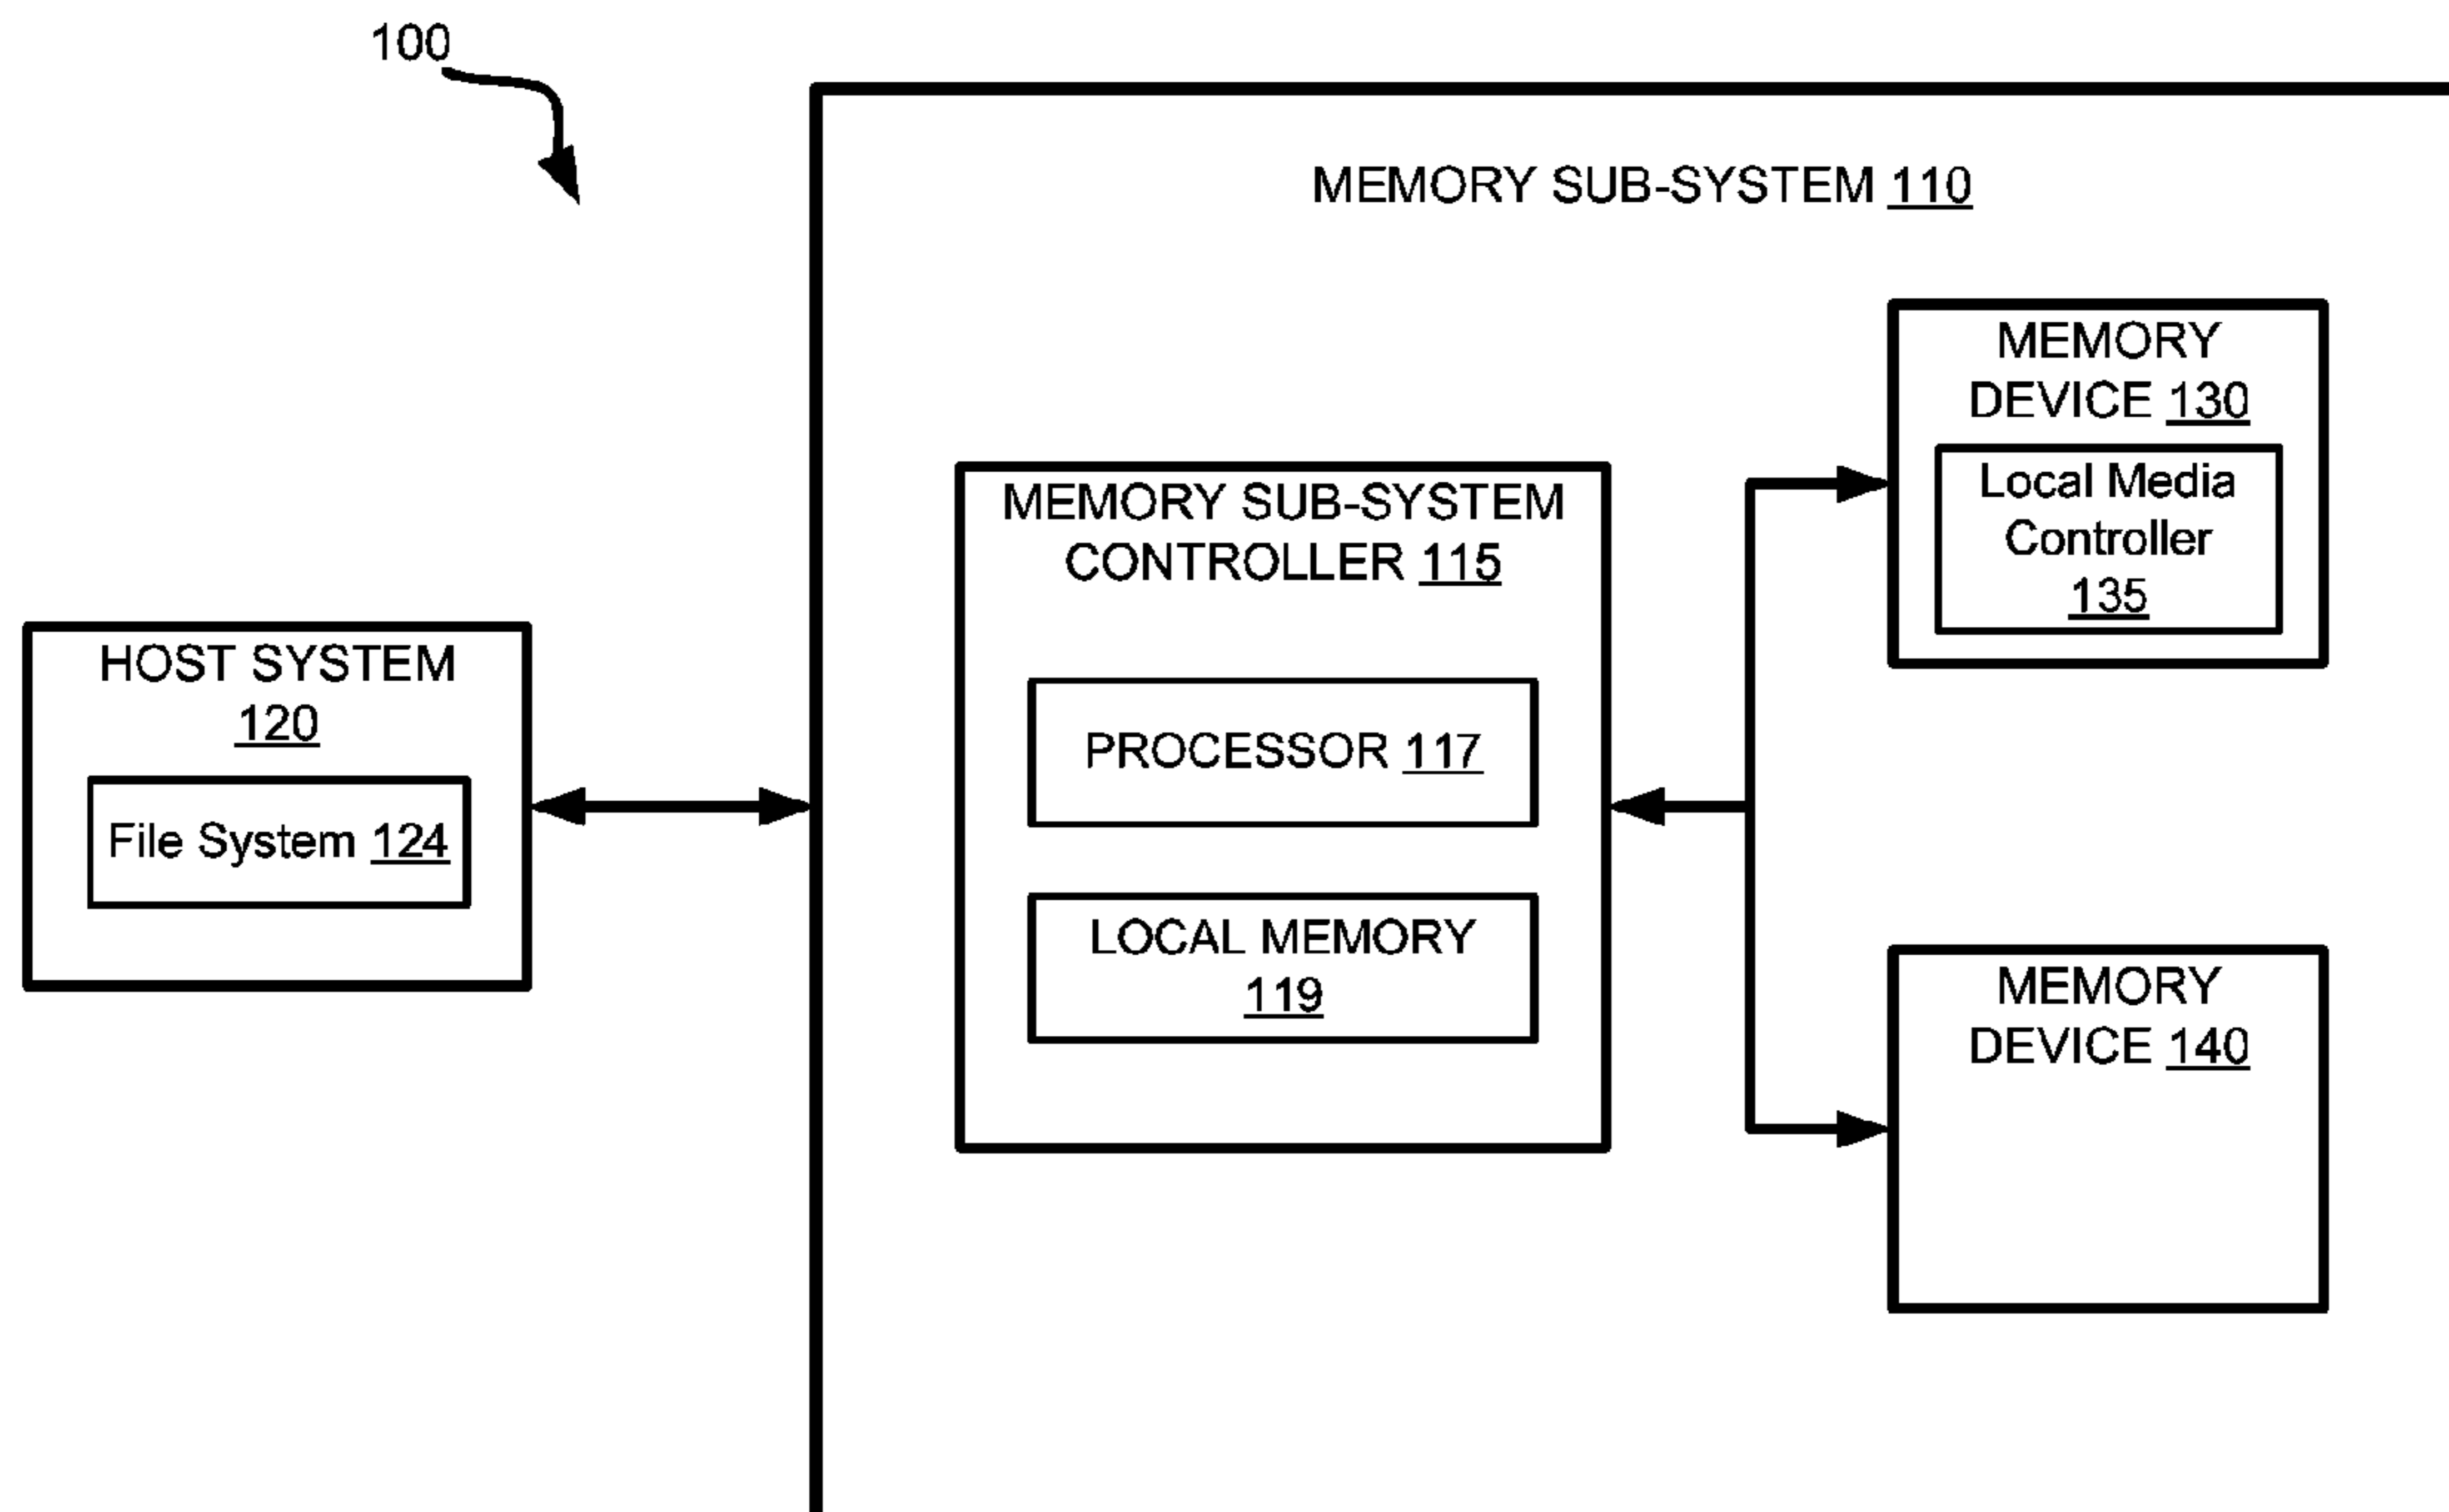 100
MEMORY SUB-SYSTEM 110
MEMORY
DEVICE 130
Local Media
Controller
135
MEMORY SUB-SYSTEM
CONTROLLER 115
PROCESSOR 117
LOCAL MEMORY
119
HOST SYSTEM
120
File System 124
MEMORY
DEVICE 140